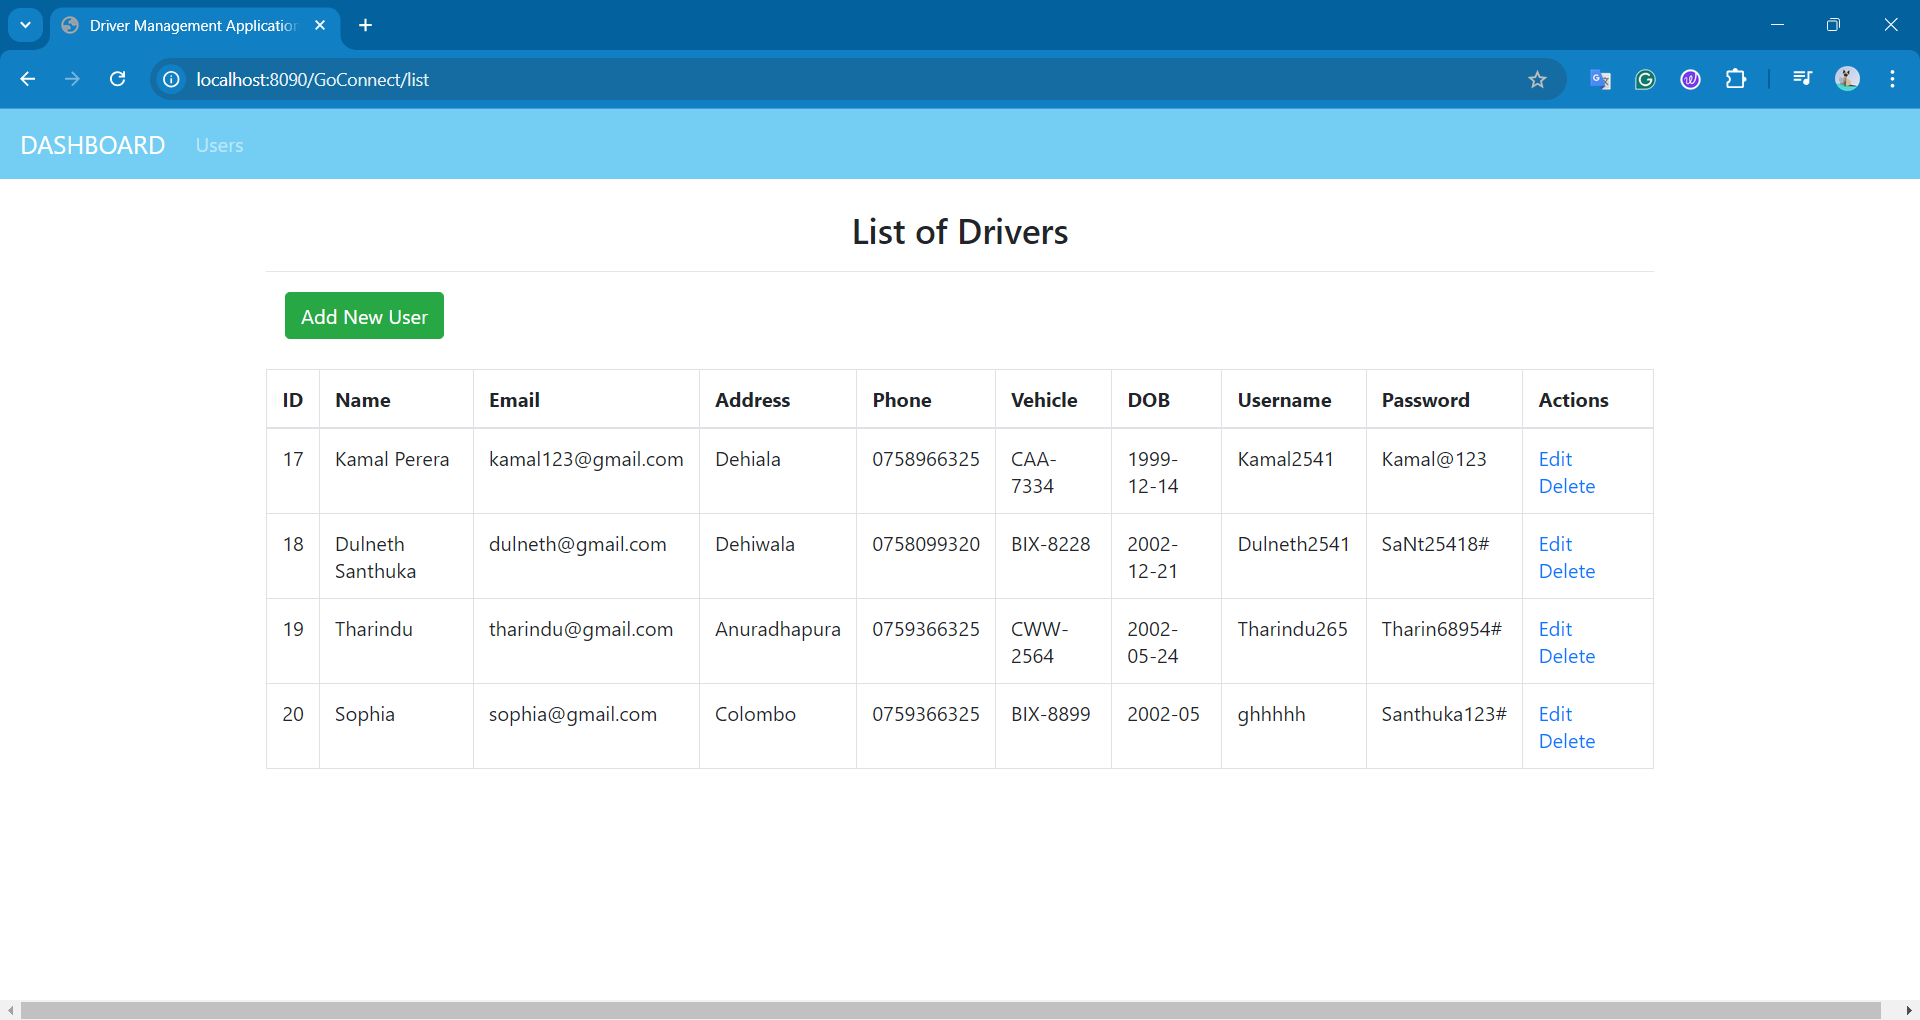 Driver Management Application
localhost:8090/GoConnect/list
DASHBOARD Users
List of Drivers
Add New User
ID Name Email Address Phone Vehicle DOB Username Password Actions
17 Kamal Perera kamal123@gmail.com Dehiala 0758966325 CAA- 1999- Kamal2541 Kamal@123 Edit
7334 12-14 Delete
18 Dulneth dulneth@gmail.com Dehiwala 0758099320 BIX-8228 2002- Dulneth2541 SaNt25418# Edit
Santhuka 12-21 Delete
19 Tharindu tharindu@gmail.com Anuradhapura 0759366325 CWW- 2002- Tharindu265 Tharin68954# Edit
2564 05-24 Delete
20 Sophia sophia@gmail.com Colombo 0759366325 BIX-8899 2002-05 ghhhhh Santhuka123# Edit
Delete